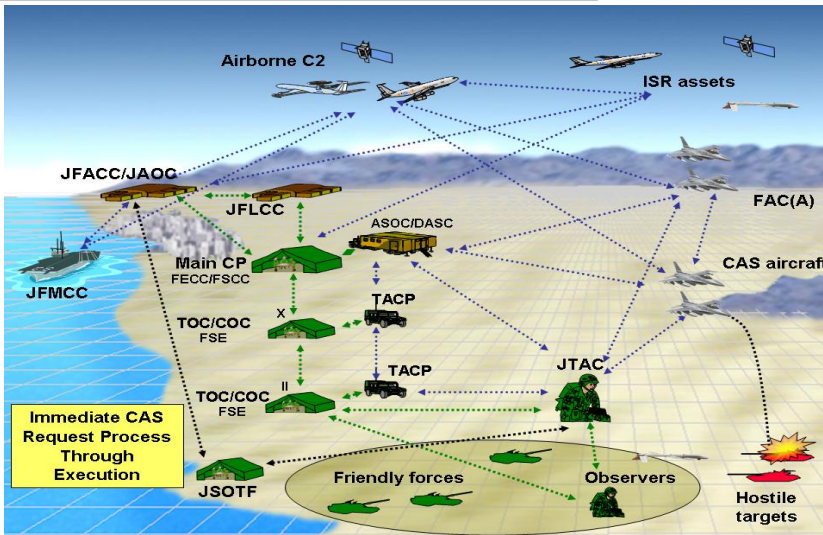 Airborne C2
ISR assets
JFACC/JAOC
JFLCC
FAC(A)
ASOC/DASC
Main CP
FECC/FSCC
CAS aircraft
JFMCC
X
TACP
TOC/COC
FSE
JTAC
TACP
II
TOC/COC
FSE
Immediate CAS
Request Process
Through
Execution
JSOTF
Friendly forces
Observers
Hostile
targets